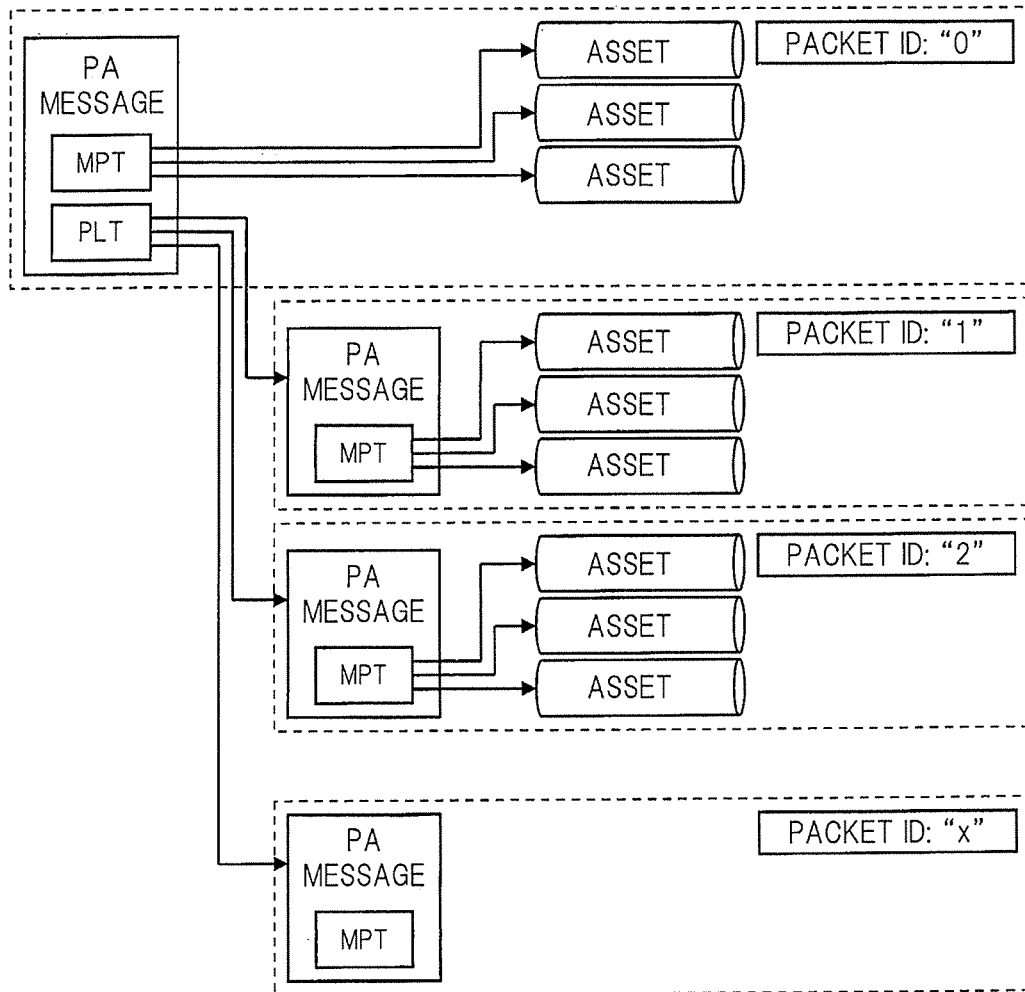 PA
MESSAGE
MPT
PLT
ASSET
ASSET
ASSET
PACKET ID: “0”
PA
MESSAGE
MPT
ASSET
ASSET
ASSET
PACKET ID: “1”
PA
MESSAGE
MPT
ASSET
ASSET
ASSET
PACKET ID: “2”
PA
MESSAGE
MPT
PACKET ID: “x”